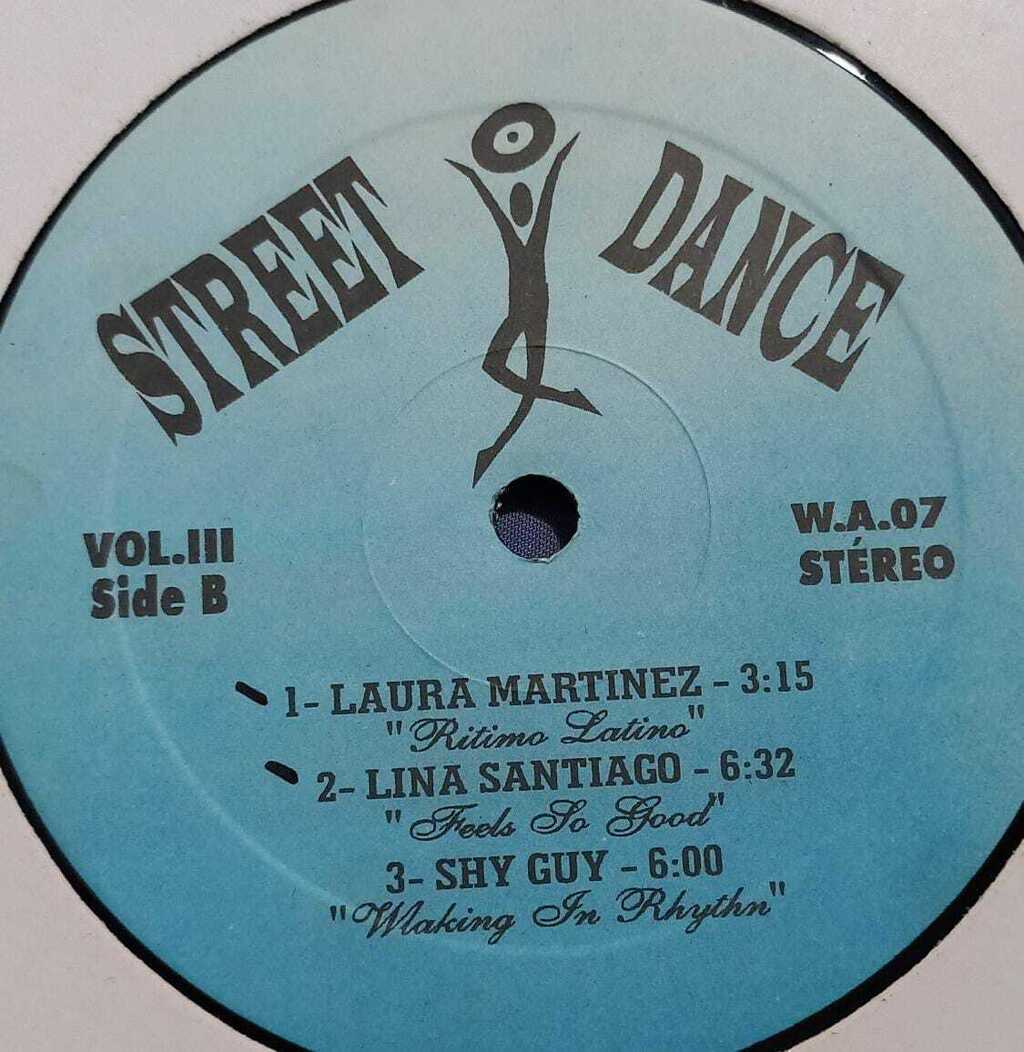 STREET DANCE
VOL.III
Side B
W.A.07
STÉREO
1- LAURA MARTINEZ - 3:15
"Ritimo Latino"
2- LINA SANTIAGO - 6:32
"Feels So Good"
3- SHY GUY - 6:00
"Wlaking In Rhythn"